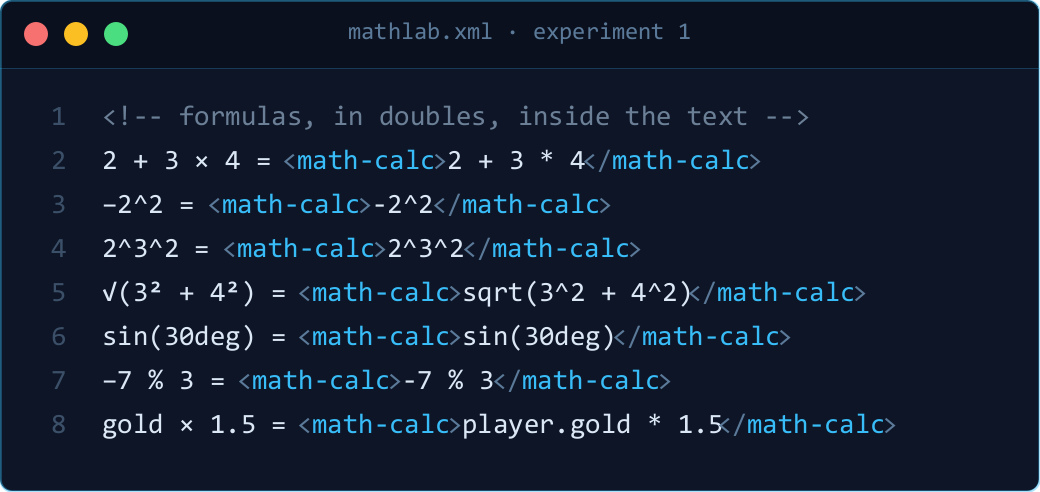 mathlab.xml · experiment 1
1 <!-- formulas, in doubles, inside the text -->
2 2 + 3 × 4 = <math-calc>2 + 3 * 4</math-calc>
3 −2^2 = <math-calc>-2^2</math-calc>
4 2^3^2 = <math-calc>2^3^2</math-calc>
5 √(3² + 4²) = <math-calc>sqrt(3^2 + 4^2)</math-calc>
6 sin(30deg) = <math-calc>sin(30deg)</math-calc>
7 −7 % 3 = <math-calc>-7 % 3</math-calc>
8 gold × 1.5 = <math-calc>player.gold * 1.5</math-calc>